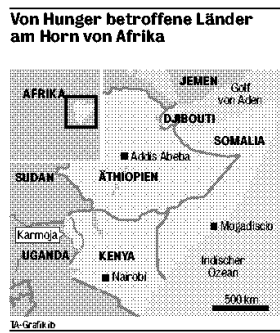 Von Hunger betroffene Länder
am Horn von Afrika
JEMEN
AFRIKA
Golf
von Aden
DJIBOUTI
SOMALIA
Addis Abeba
SUDAN
ÄTHIOPIEN
Mogadiscio
Karmoja
UGANDA
KENYA
Indischer
Ozean
Nairobi
500 km
TA-Grafik ib